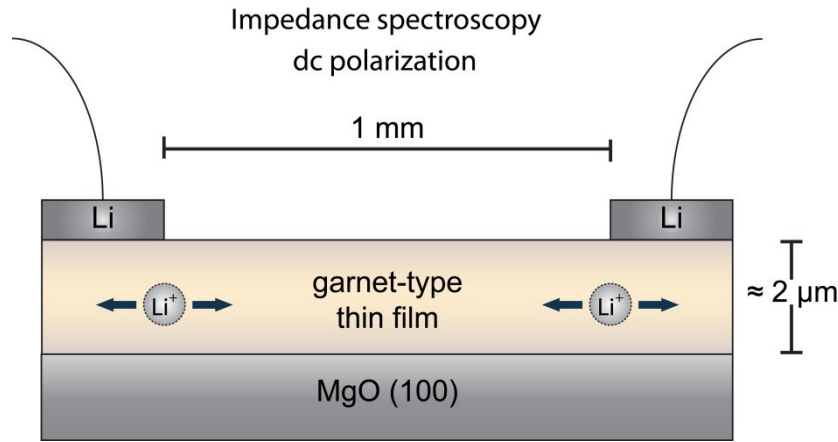 Impedance spectroscopy
dc polarization
1 mm
Li
Li
Li⁺
garnet-type
thin film
Li⁺
≈ 2 μm
MgO (100)